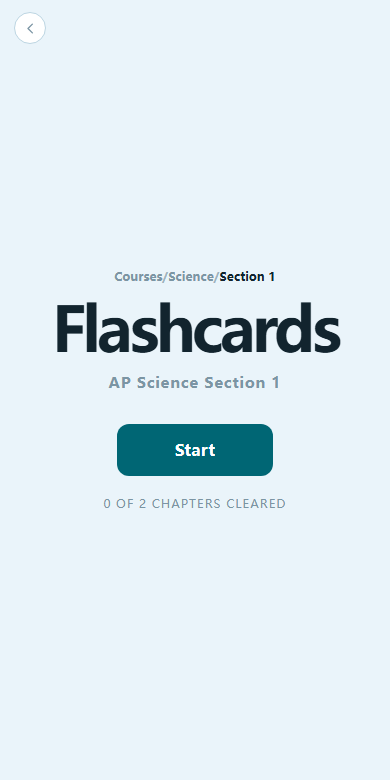 Courses/Science/Section 1
Flashcards
AP Science Section 1
Start
0 OF 2 CHAPTERS CLEARED